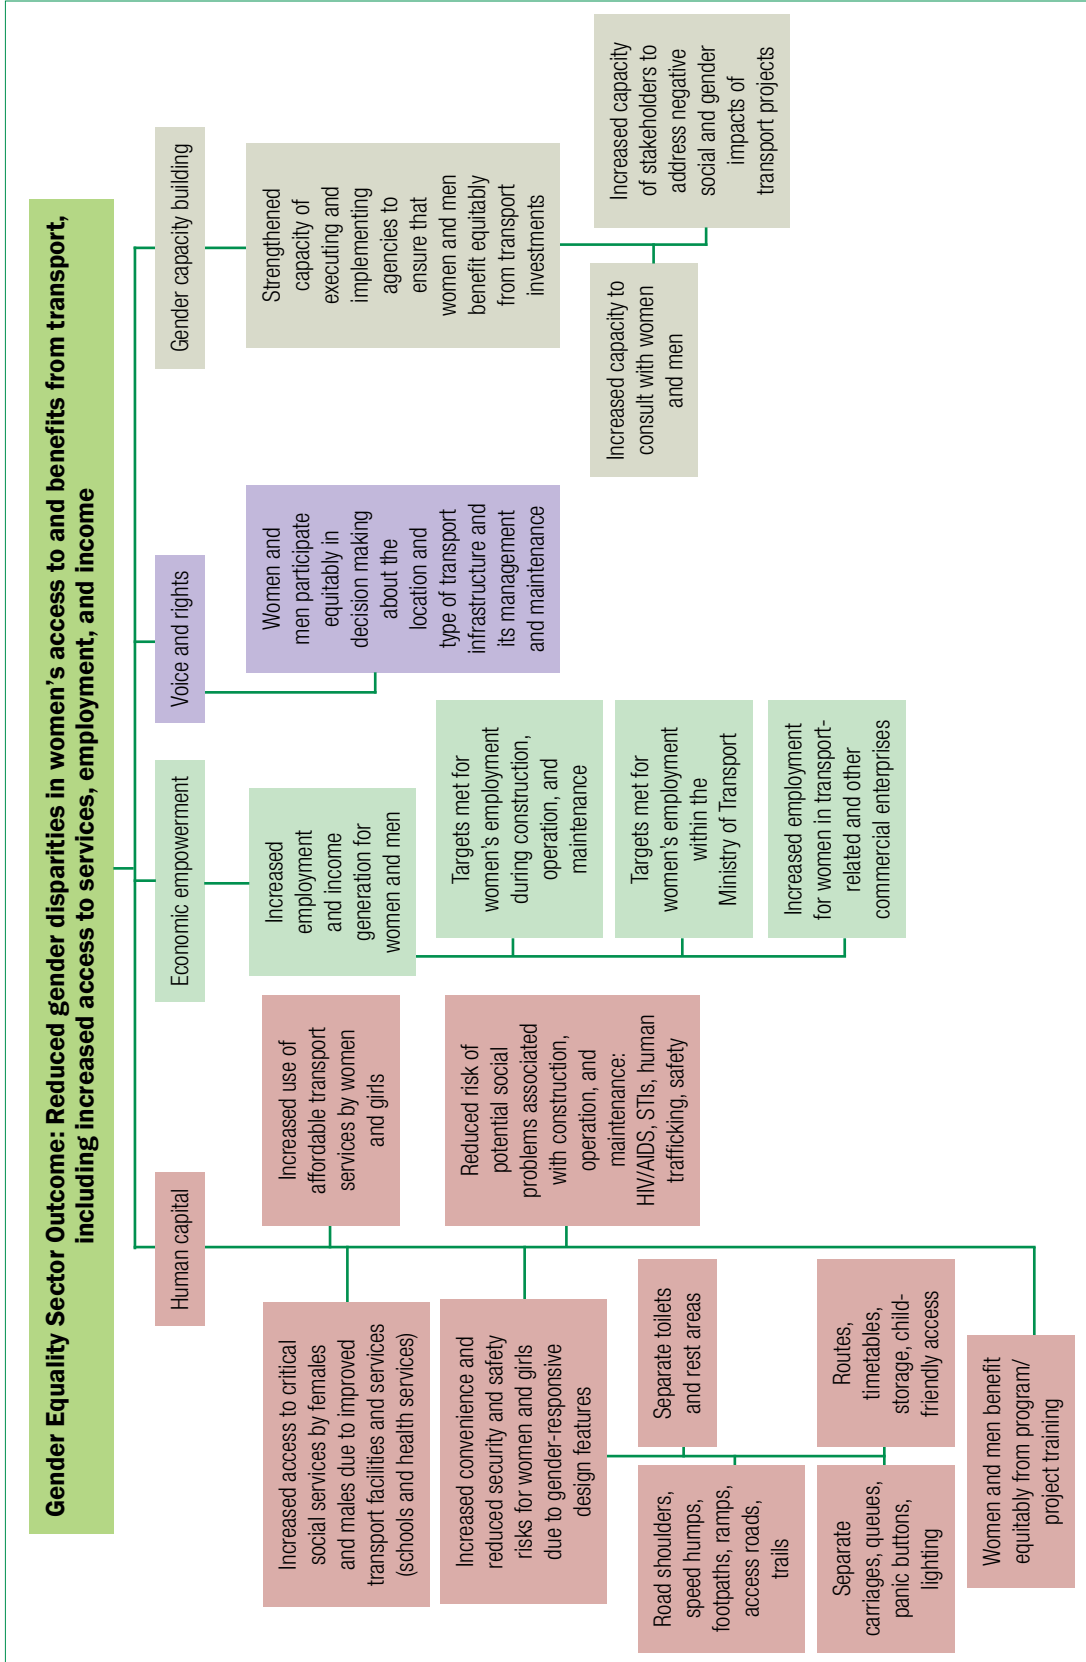 Gender Equality Sector Outcome: Reduced gender disparities in women’s access to and benefits from transport,
including increased access to services, employment, and income
Human capital
Increased access to critical
social services by females
and males due to improved
transport facilities and services
(schools and health services)
Increased use of
affordable transport
services by women
and girls
Increased convenience and
reduced security and safety
risks for women and girls
due to gender-responsive
design features
Reduced risk of
potential social
problems associated
with construction,
operation, and
maintenance:
HIV/AIDS, STIs, human
trafficking, safety
Road shoulders,
speed humps,
footpaths, ramps,
access roads,
trails
Separate toilets
and rest areas
Separate
carriages, queues,
panic buttons,
lighting
Routes,
timetables,
storage, child-
friendly access
Women and men benefit
equitably from program/
project training
Economic empowerment
Increased
employment
and income
generation for
women and men
Targets met for
women’s employment
during construction,
operation, and
maintenance
Targets met for
women’s employment
within the
Ministry of Transport
Increased employment
for women in transport-
related and other
commercial enterprises
Voice and rights
Women and
men participate
equitably in
decision making
about the
location and
type of transport
infrastructure and
its management
and maintenance
Gender capacity building
Strengthened
capacity of
executing and
implementing
agencies to
ensure that
women and men
benefit equitably
from transport
investments
Increased capacity to
consult with women
and men
Increased capacity
of stakeholders to
address negative
social and gender
impacts of
transport projects